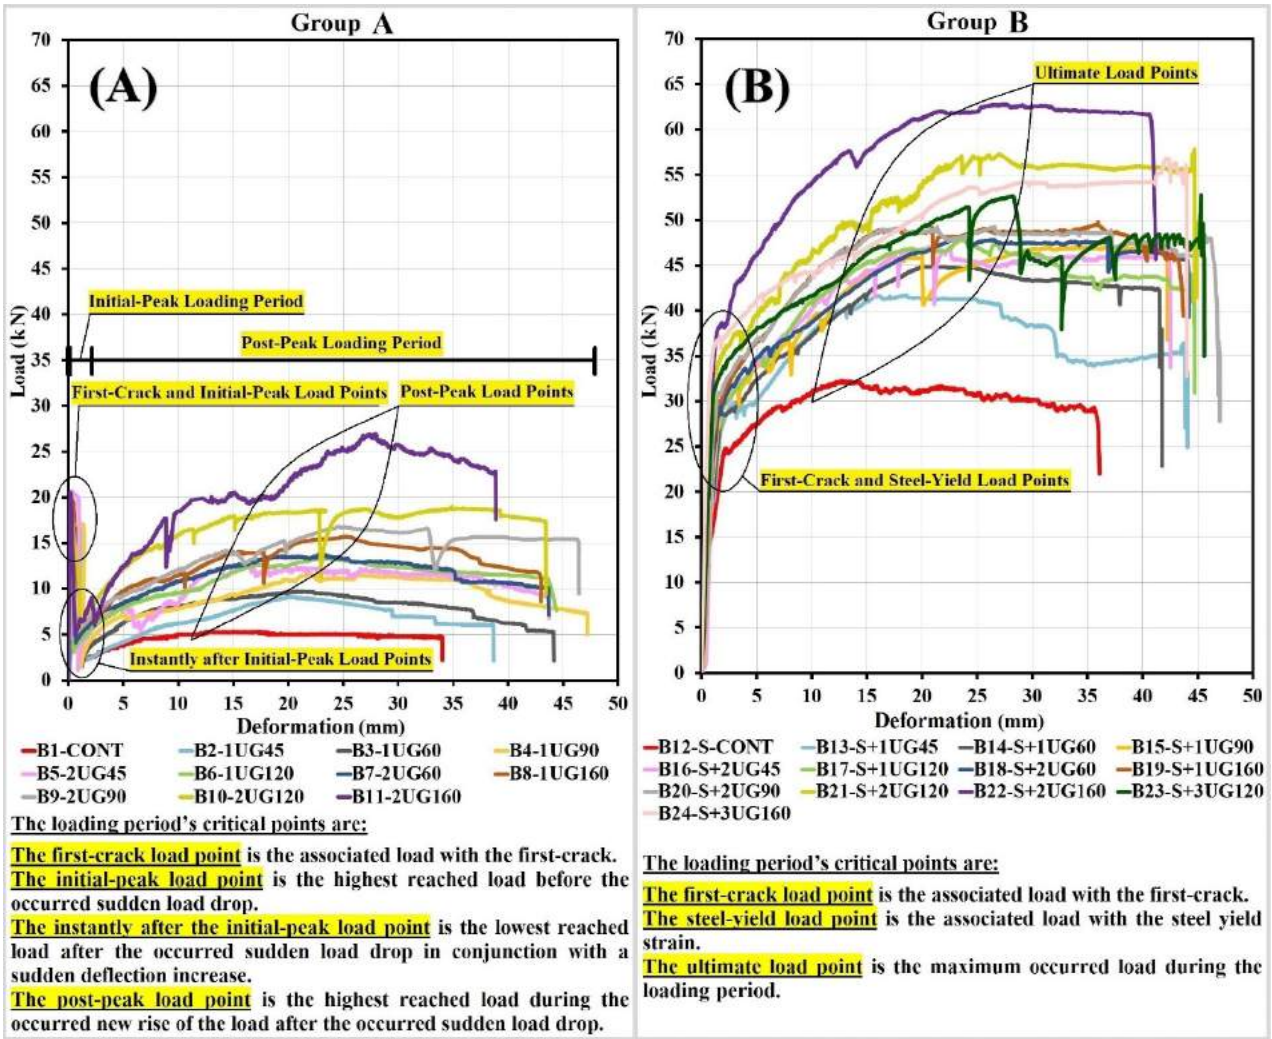 Group A
70
65
60
55
50
45
40
35
30
25
20
15
10
5
0
Load (kN)
(A)
Initial-Peak Loading Period
Post-Peak Loading Period
First-Crack and Initial-Peak Load Points
Post-Peak Load Points
Instantly after Initial-Peak Load Points
0 5 10 15 20 25 30 35 40 45 50
Deformation (mm)
B1-CONT B2-1UG45 B3-1UG60 B4-1UG90
B5-2UG45 B6-1UG120 B7-2UG60 B8-1UG160
B9-2UG90 B10-2UG120 B11-2UG160
The loading period's critical points are:
The first-crack load point is the associated load with the first-crack.
The initial-peak load point is the highest reached load before the
occurred sudden load drop.
The instantly after the initial-peak load point is the lowest reached
load after the occurred sudden load drop in conjunction with a
sudden deflection increase.
The post-peak load point is the highest reached load during the
occurred new rise of the load after the occurred sudden load drop.
Group B
70
65
60
55
50
45
40
35
30
25
20
15
10
5
0
Load (kN)
(B)
Ultimate Load Points
First-Crack and Steel-Yield Load Points
0 5 10 15 20 25 30 35 40 45 50
Deformation (mm)
B12-S-CONT B13-S+1UG45 B14-S+1UG60 B15-S+1UG90
B16-S+2UG45 B17-S+1UG120 B18-S+2UG60 B19-S+1UG160
B20-S+2UG90 B21-S+2UG120 B22-S+2UG160 B23-S+3UG120
B24-S+3UG160
The loading period's critical points are:
The first-crack load point is the associated load with the first-crack.
The steel-yield load point is the associated load with the steel yield
strain.
The ultimate load point is the maximum occurred load during the
loading period.